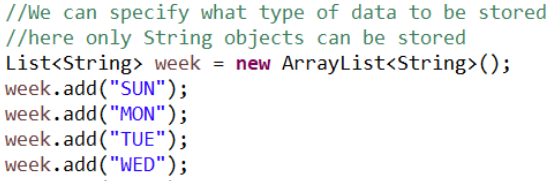 //We can specify what type of data to be stored
//here only String objects can be stored
List<String> week = new ArrayList<String>();
week.add("SUN");
week.add("MON");
week.add("TUE");
week.add("WED");